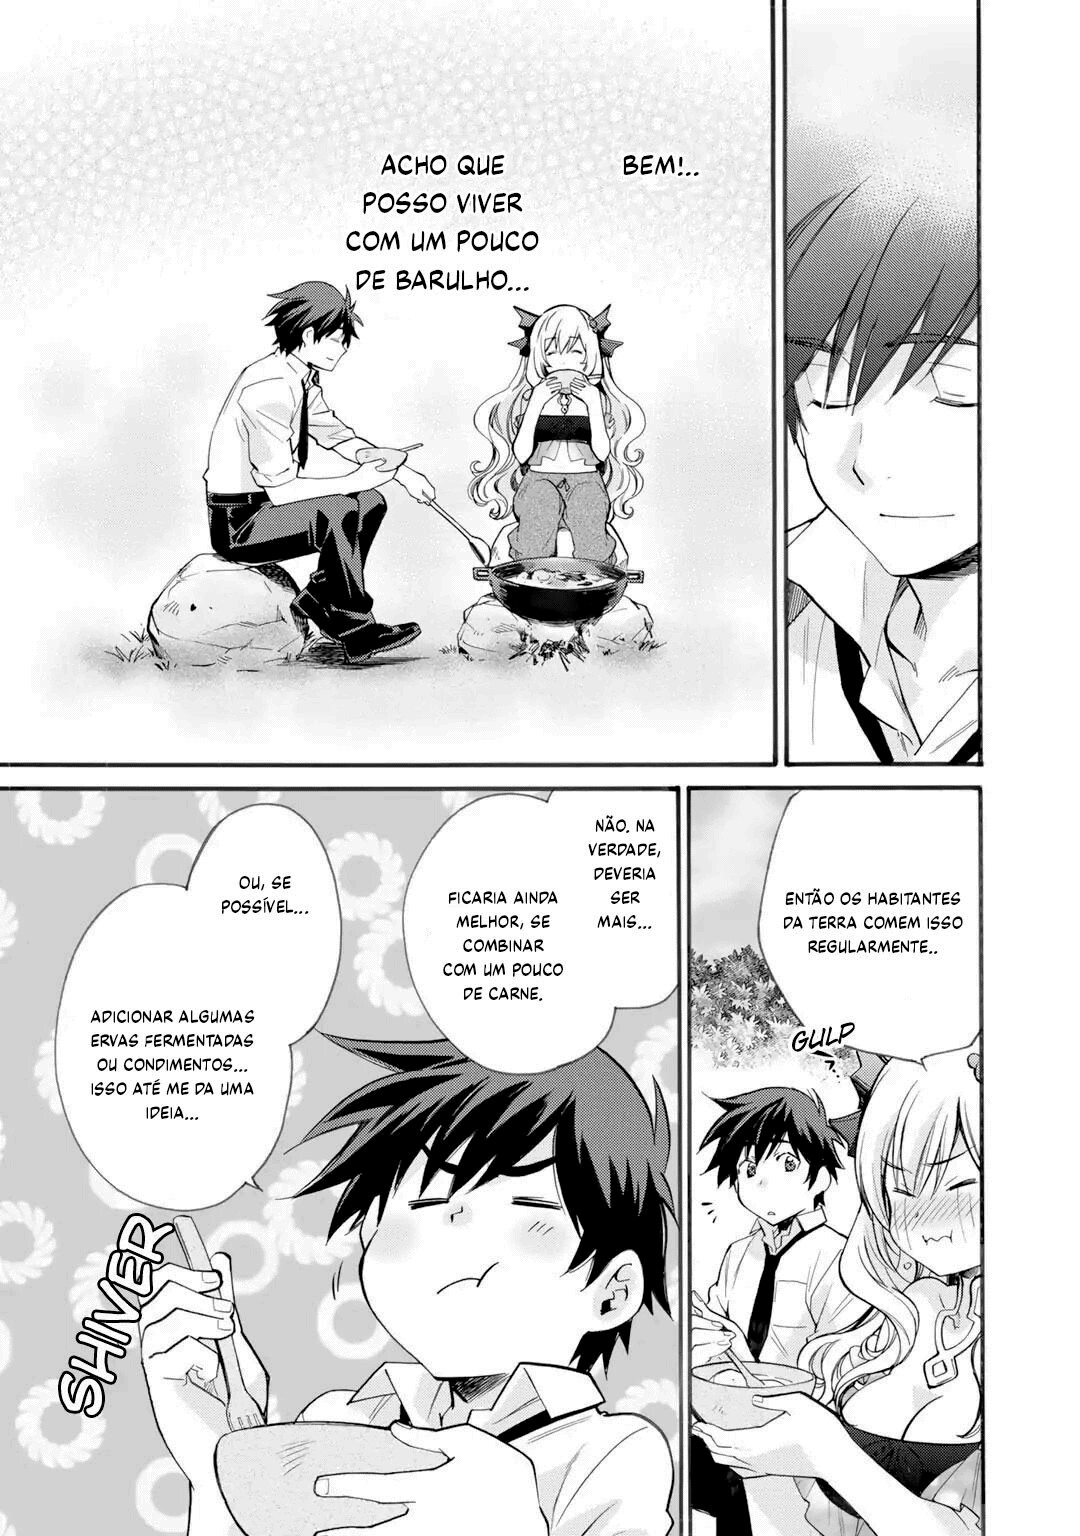 BEM!..
ACHO QUE
POSSO VIVER
COM UM POUCO
DE BARULHO...
ENTÃO OS HABITANTES
DA TERRA COMEM ISSO
REGULARMENTE..
GULP
NÃO. NA
VERDADE,
DEVERIA
SER
MAIS...
FICARIA AINDA
MELHOR, SE
COMBINAR
COM UM POUCO
DE CARNE.
OU, SE
POSSÍVEL...
ADICIONAR ALGUMAS
ERVAS FERMENTADAS
OU CONDIMENTOS...
ISSO ATÉ ME DA UMA
IDEIA...
SHIVER